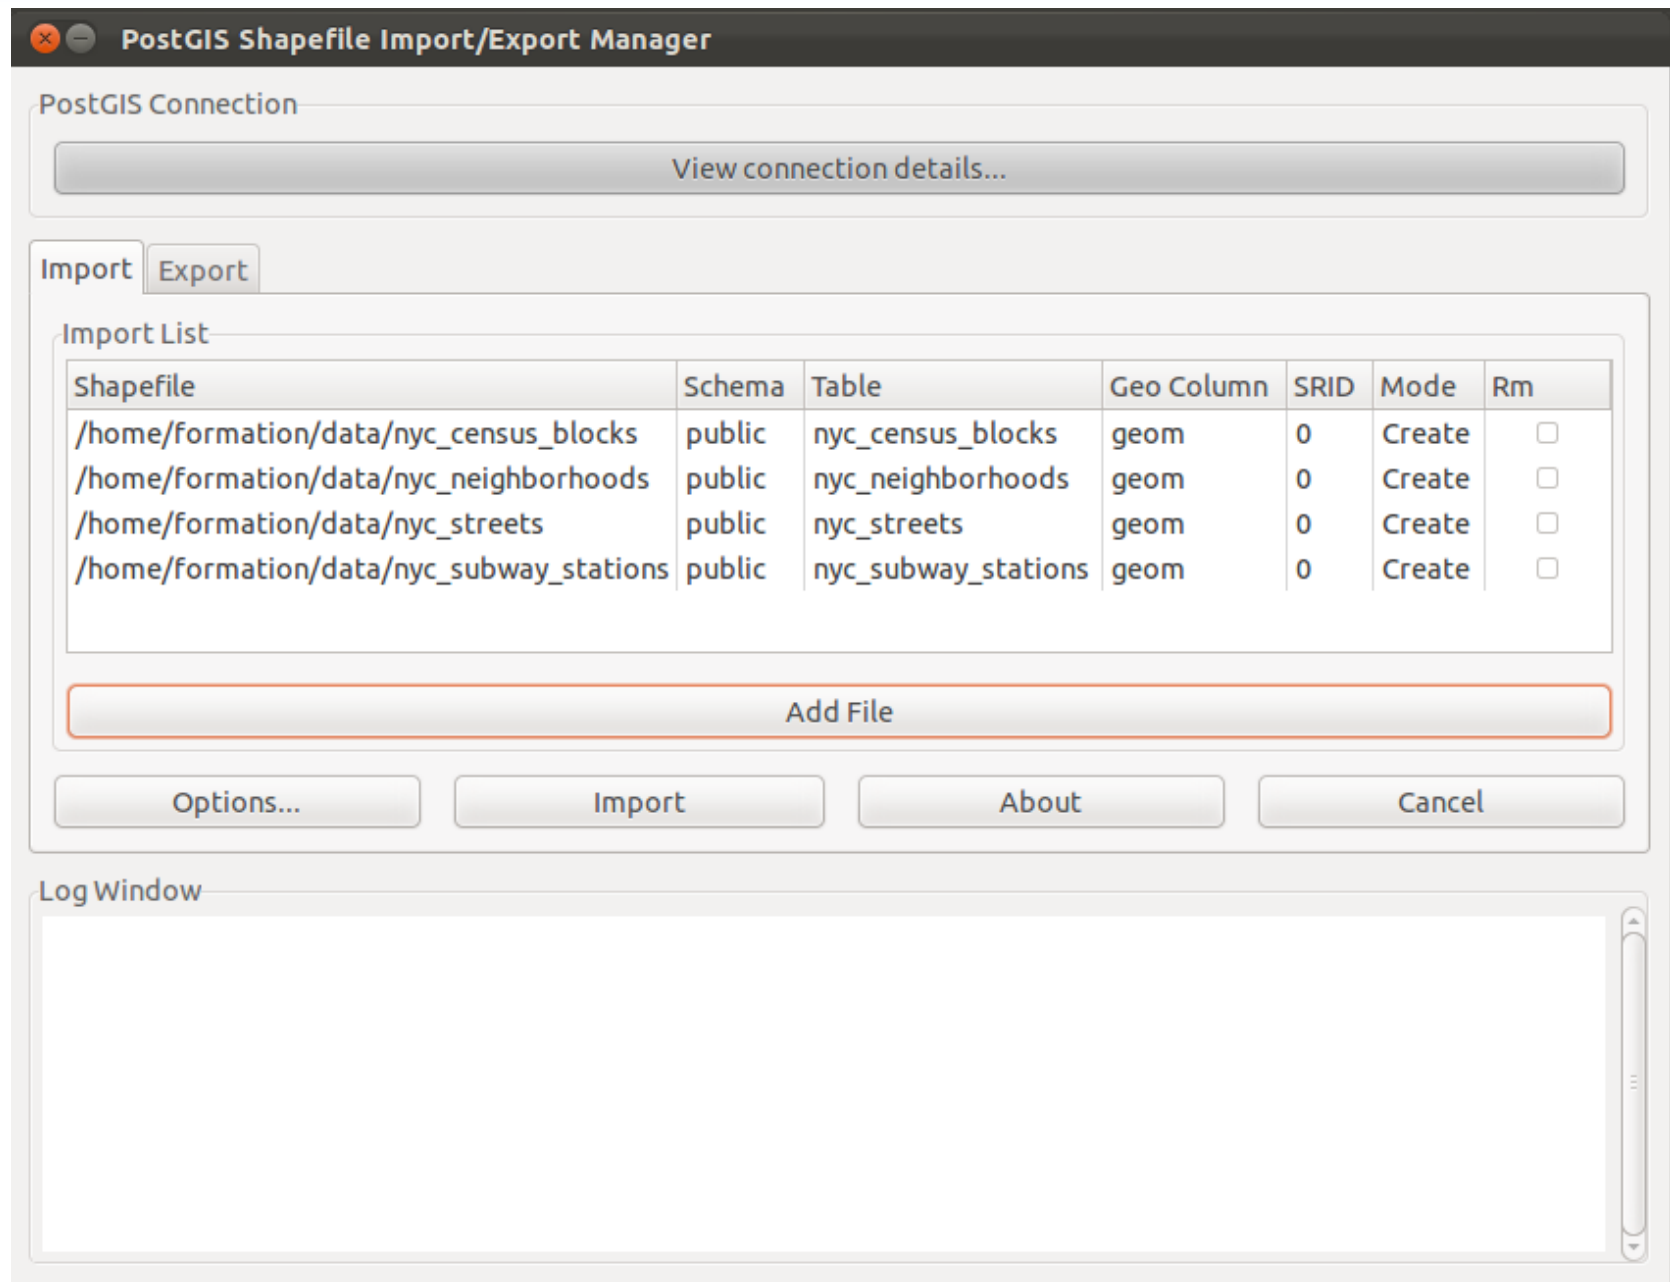 PostGIS Shapefile Import/Export Manager
PostGIS Connection
View connection details...
Import Export
Import List
Shapefile Schema Table Geo Column SRID Mode Rm
/home/formation/data/nyc_census_blocks public nyc_census_blocks geom 0 Create
/home/formation/data/nyc_neighborhoods public nyc_neighborhoods geom 0 Create
/home/formation/data/nyc_streets public nyc_streets geom 0 Create
/home/formation/data/nyc_subway_stations public nyc_subway_stations geom 0 Create
Add File
Options... Import About Cancel
Log Window